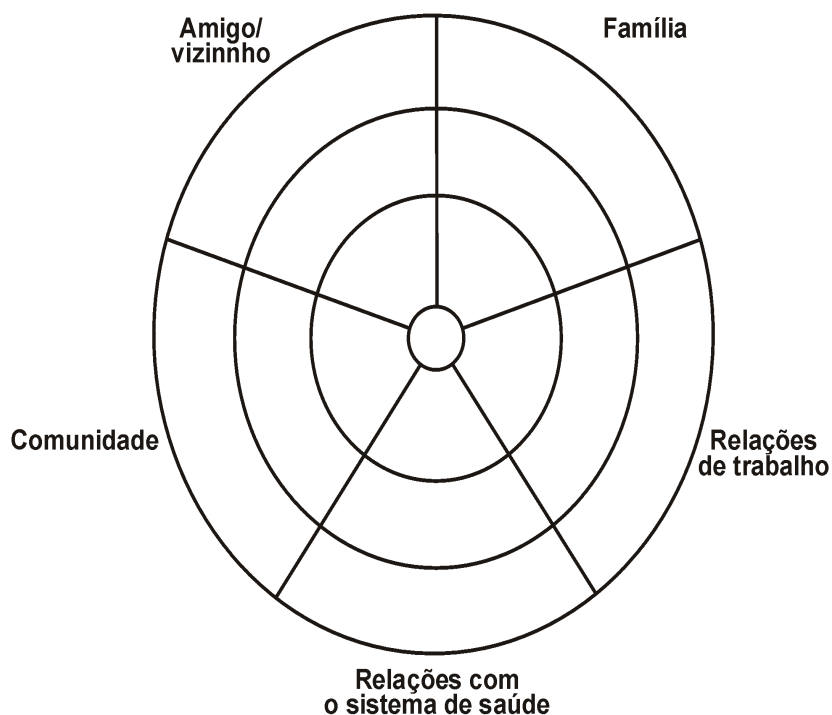 Amigo/
vizinnho
Família
Comunidade
Relações
de trabalho
Relações com
o sistema de saúde